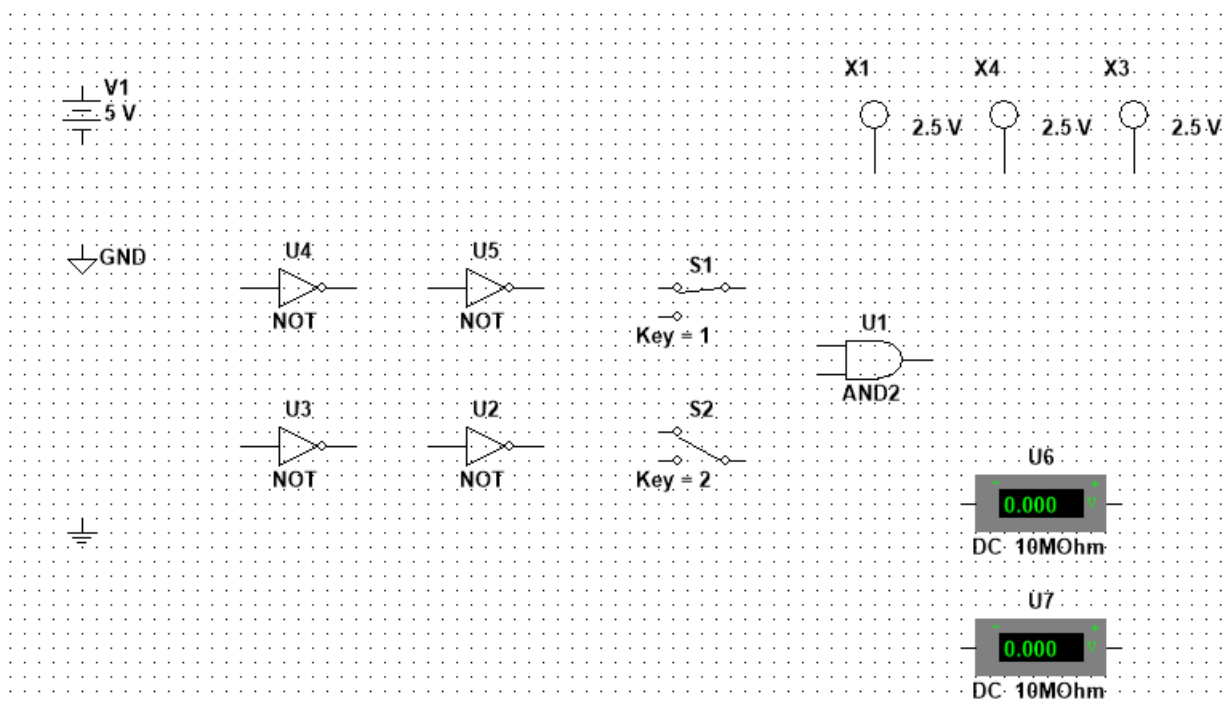 X1
X4
X3
V1
5 V
2.5 V
2.5 V
2.5 V
GND
U4
U5
S1
NOT
NOT
Key = 1
U1
AND2
U3
U2
S2
NOT
NOT
Key = 2
U6
- +
0.000 V
DC 10MOhm
U7
- +
0.000 V
DC 10MOhm